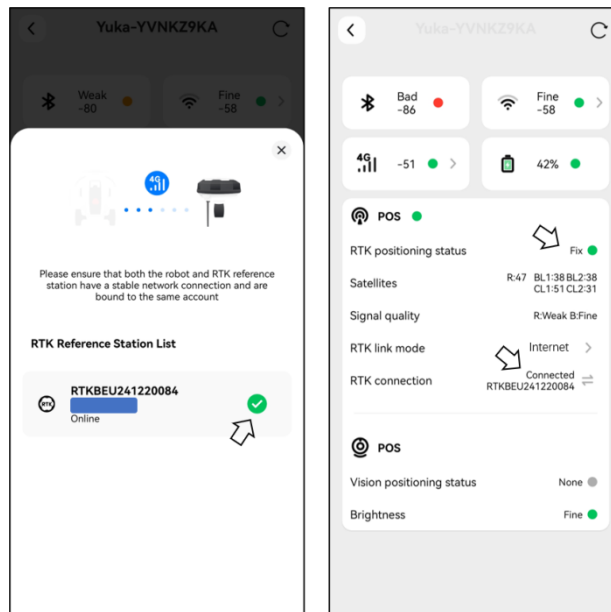 Yuka-YVNKZ9KA
Weak
-80
Fine
-58
4G
Please ensure that both the robot and RTK reference
station have a stable network connection and are
bound to the same account
RTK Reference Station List
RTK
RTKBEU241220084
Online
Yuka-YVNKZ9KA
Bad
-86
Fine
-58
4G
-51
42%
POS
RTK positioning status
Fix
Satellites
R:47 BL1:38 BL2:38
CL1:51 CL2:31
Signal quality
R:Weak B:Fine
RTK link mode
Internet
RTK connection
Connected
RTKBEU241220084
POS
Vision positioning status
None
Brightness
Fine